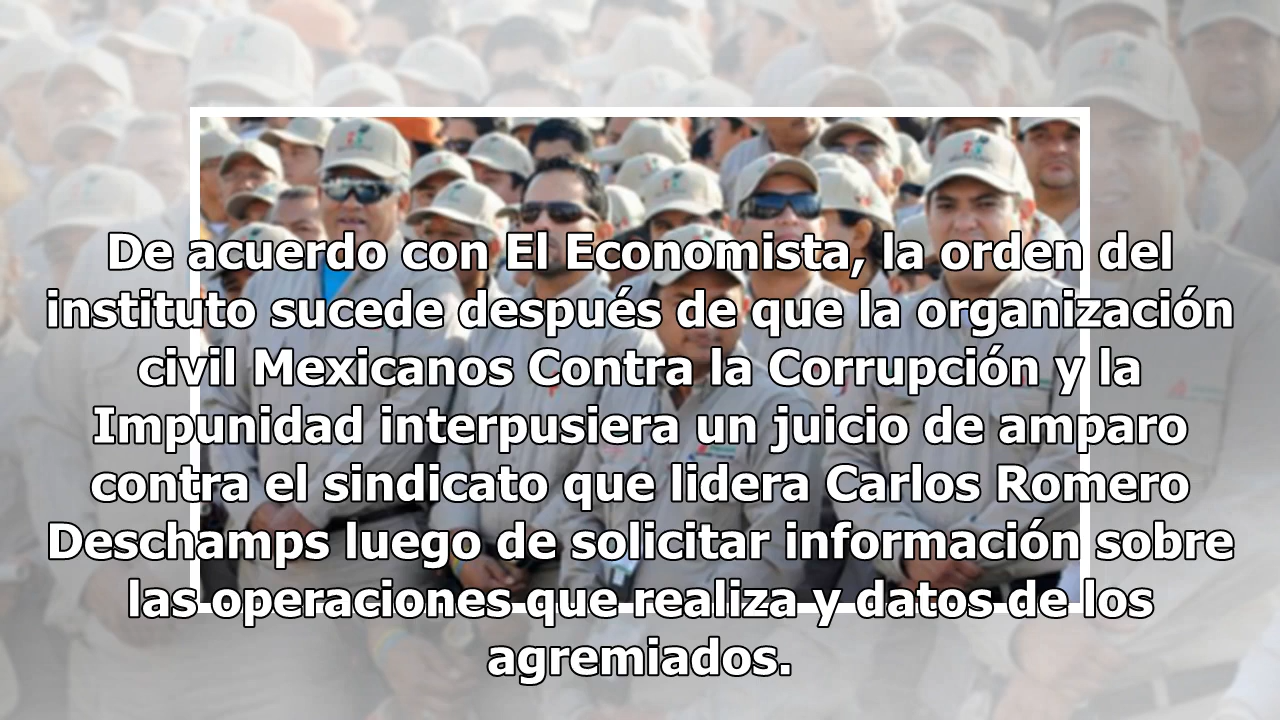 De acuerdo con El Economista, la orden del
instituto sucede después de que la organización
civil Mexicanos Contra la Corrupción y la
Impunidad interpusiera un juicio de amparo
contra el sindicato que lidera Carlos Romero
Deschamps luego de solicitar información sobre
las operaciones que realiza y datos de los
agremiados.